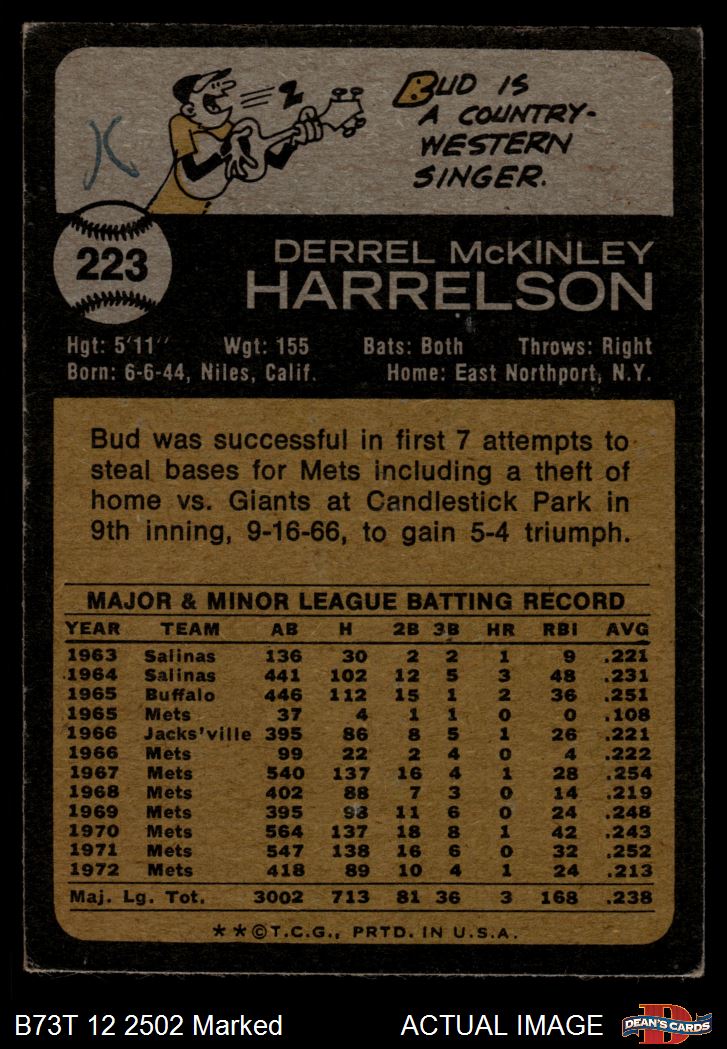 BUD IS
A COUNTRY-
WESTERN
SINGER.
K
223
DERREL McKINLEY
HARRELSON
Hgt: 5'11" Wgt: 155 Bats: Both Throws: Right
Born: 6-6-44, Niles, Calif. Home: East Northport, N.Y.
Bud was successful in first 7 attempts to
steal bases for Mets including a theft of
home vs. Giants at Candlestick Park in
9th inning, 9-16-66, to gain 5-4 triumph.
MAJOR & MINOR LEAGUE BATTING RECORD
YEAR TEAM AB H 2B 3B HR RBI AVG
1963 Salinas 136 30 2 2 1 9 .221
1964 Salinas 441 102 12 5 3 48 .231
1965 Buffalo 446 112 15 1 2 36 .251
1965 Mets 37 4 1 1 0 0 .108
1966 Jacks'ville 395 86 8 5 1 26 .221
1966 Mets 99 22 2 4 0 4 .222
1967 Mets 540 137 16 4 1 28 .254
1968 Mets 402 88 7 3 0 14 .219
1969 Mets 395 98 11 6 0 24 .248
1970 Mets 564 137 18 8 1 42 .243
1971 Mets 547 138 16 6 0 32 .252
1972 Mets 418 89 10 4 1 24 .213
Maj. Lg. Tot. 3002 713 81 36 3 168 .238
**©T.C.G., PRTD. IN U.S.A.
B73T 12 2502 Marked ACTUAL IMAGE
D
DEAN'S CARDS